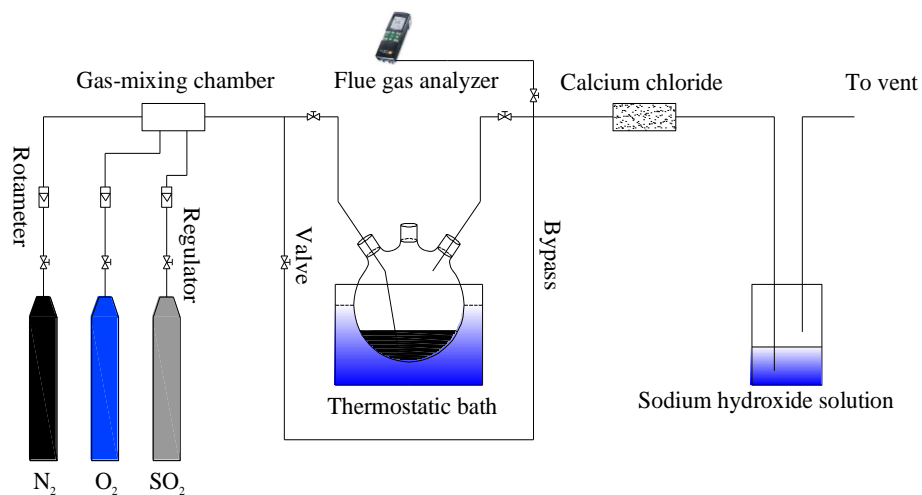 Gas-mixing chamber
Flue gas analyzer
Calcium chloride
To vent
Rotameter
Regulator
Valve
Bypass
Thermostatic bath
Sodium hydroxide solution
N₂
O₂
SO₂